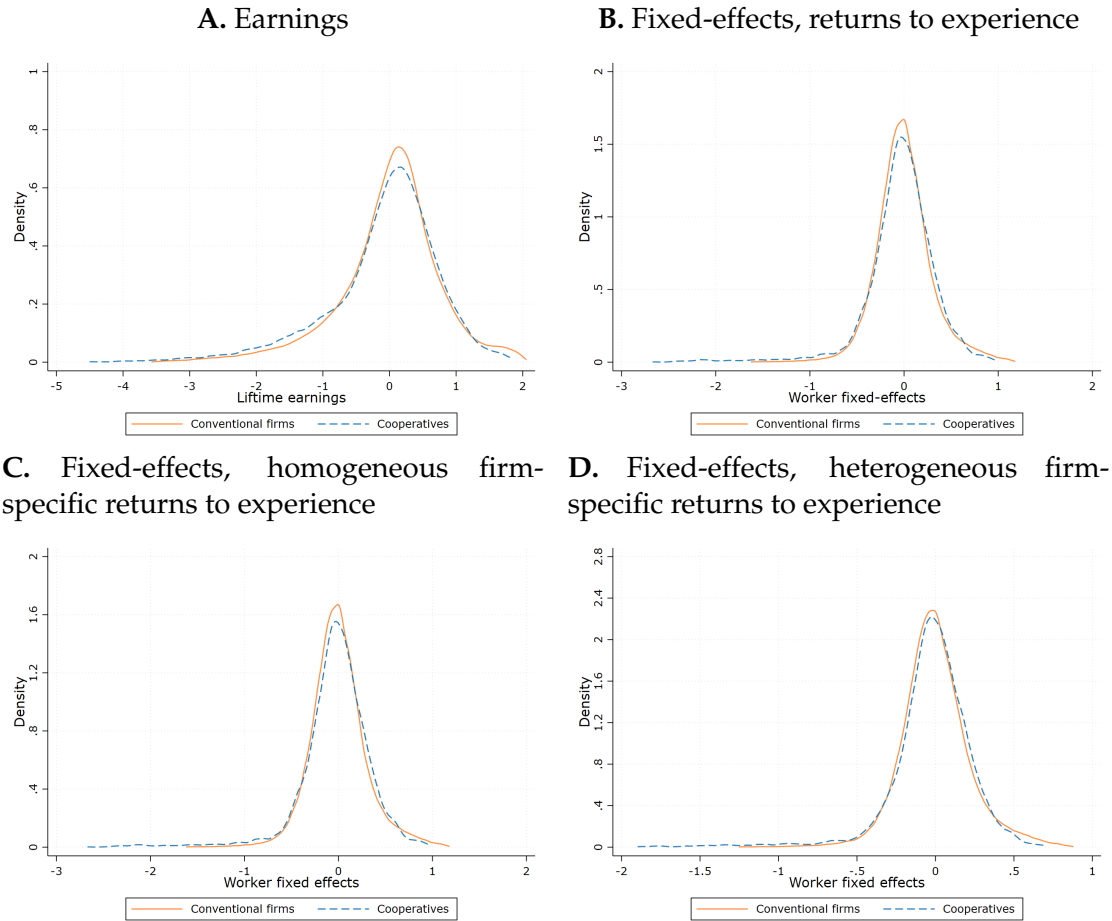 A. Earnings
B. Fixed-effects, returns to experience
1
.8
.6
.4
.2
0
Density
-5
-4
-3
-2
-1
0
1
2
Liftime earnings
Conventional firms
Cooperatives
2
1.5
1
.5
0
Density
-3
-2
-1
0
1
2
Worker fixed-effects
Conventional firms
Cooperatives
C. Fixed-effects, homogeneous firm-
specific returns to experience
D. Fixed-effects, heterogeneous firm-
specific returns to experience
2
1.6
1.2
.8
.4
0
Density
-3
-2
-1
0
1
2
Worker fixed effects
Conventional firms
Cooperatives
2.8
2.4
2
1.6
1.2
.8
.4
0
Density
-2
-1.5
-1
-.5
0
.5
1
Worker fixed effects
Conventional firms
Cooperatives